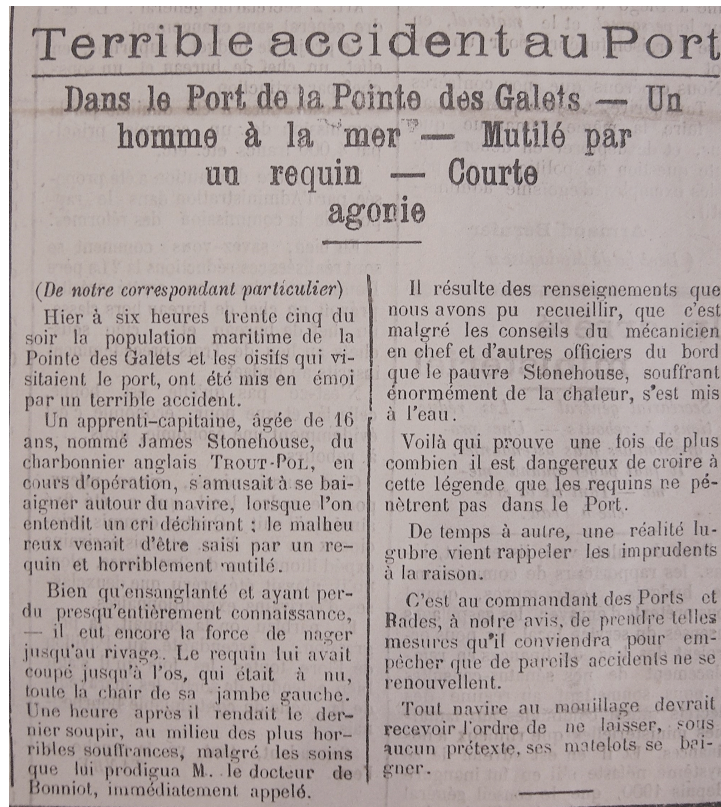 Terrible accident au Port
Dans le Port de la Pointe des Galets — Un
homme à la mer — Mutilé par
un requin — Courte
agonie
(De notre correspondant particulier)
Hier à six heures trente cinq du
soir la population maritime de la
Pointe des Galets et les oisifs qui vi-
sitaient le port, ont été mis en émoi
par un terrible accident.
Un apprenti-capitaine, âgée de 16
ans, nommé James Stonehouse, du
charbonnier anglais TROUT-POL, en
cours d'opération, s'amusait à se bai-
aigner autour du navire, lorsque l'on
entendit un cri déchirant : le malheu
reux venait d'être saisi par un re-
quin et horriblement mutilé.
Bien qu'ensanglanté et ayant per-
du presqu'entièrement connaissance,
— il eut encore la force de nager
jusqu'au rivage. Le requin lui avait
coupé jusqu'à l'os, qui était à nu,
toute la chair de sa jambe gauche.
Une heure après il rendait le der-
nier soupir, au milieu des plus hor-
ribles souffrances, malgré les soins
que lui prodigua M. le docteur de
Bonniot, immédiatement appelé.
Il résulte des renseignements que
nous avons pu recueillir, que c'est
malgré les conseils du mécanicien
en chef et d'autres officiers du bord
que le pauvre Stonehouse, souffrant
énormément de la chaleur, s'est mis
à l'eau.
Voilà qui prouve une fois de plus
combien il est dangereux de croire à
cette légende que les requins ne pé-
nètrent pas dans le Port.
De temps à autre, une réalité lu-
gubre vient rappeler les imprudents
à la raison.
C'est au commandant des Ports et
Rades, à notre avis, de prendre telles
mesures qu'il conviendra pour em-
pêcher que de pareils accidents ne se
renouvellent.
Tout navire au mouillage devrait
recevoir l'ordre de ne laisser, sous
aucun prétexte, ses matelots se bai-
gner.